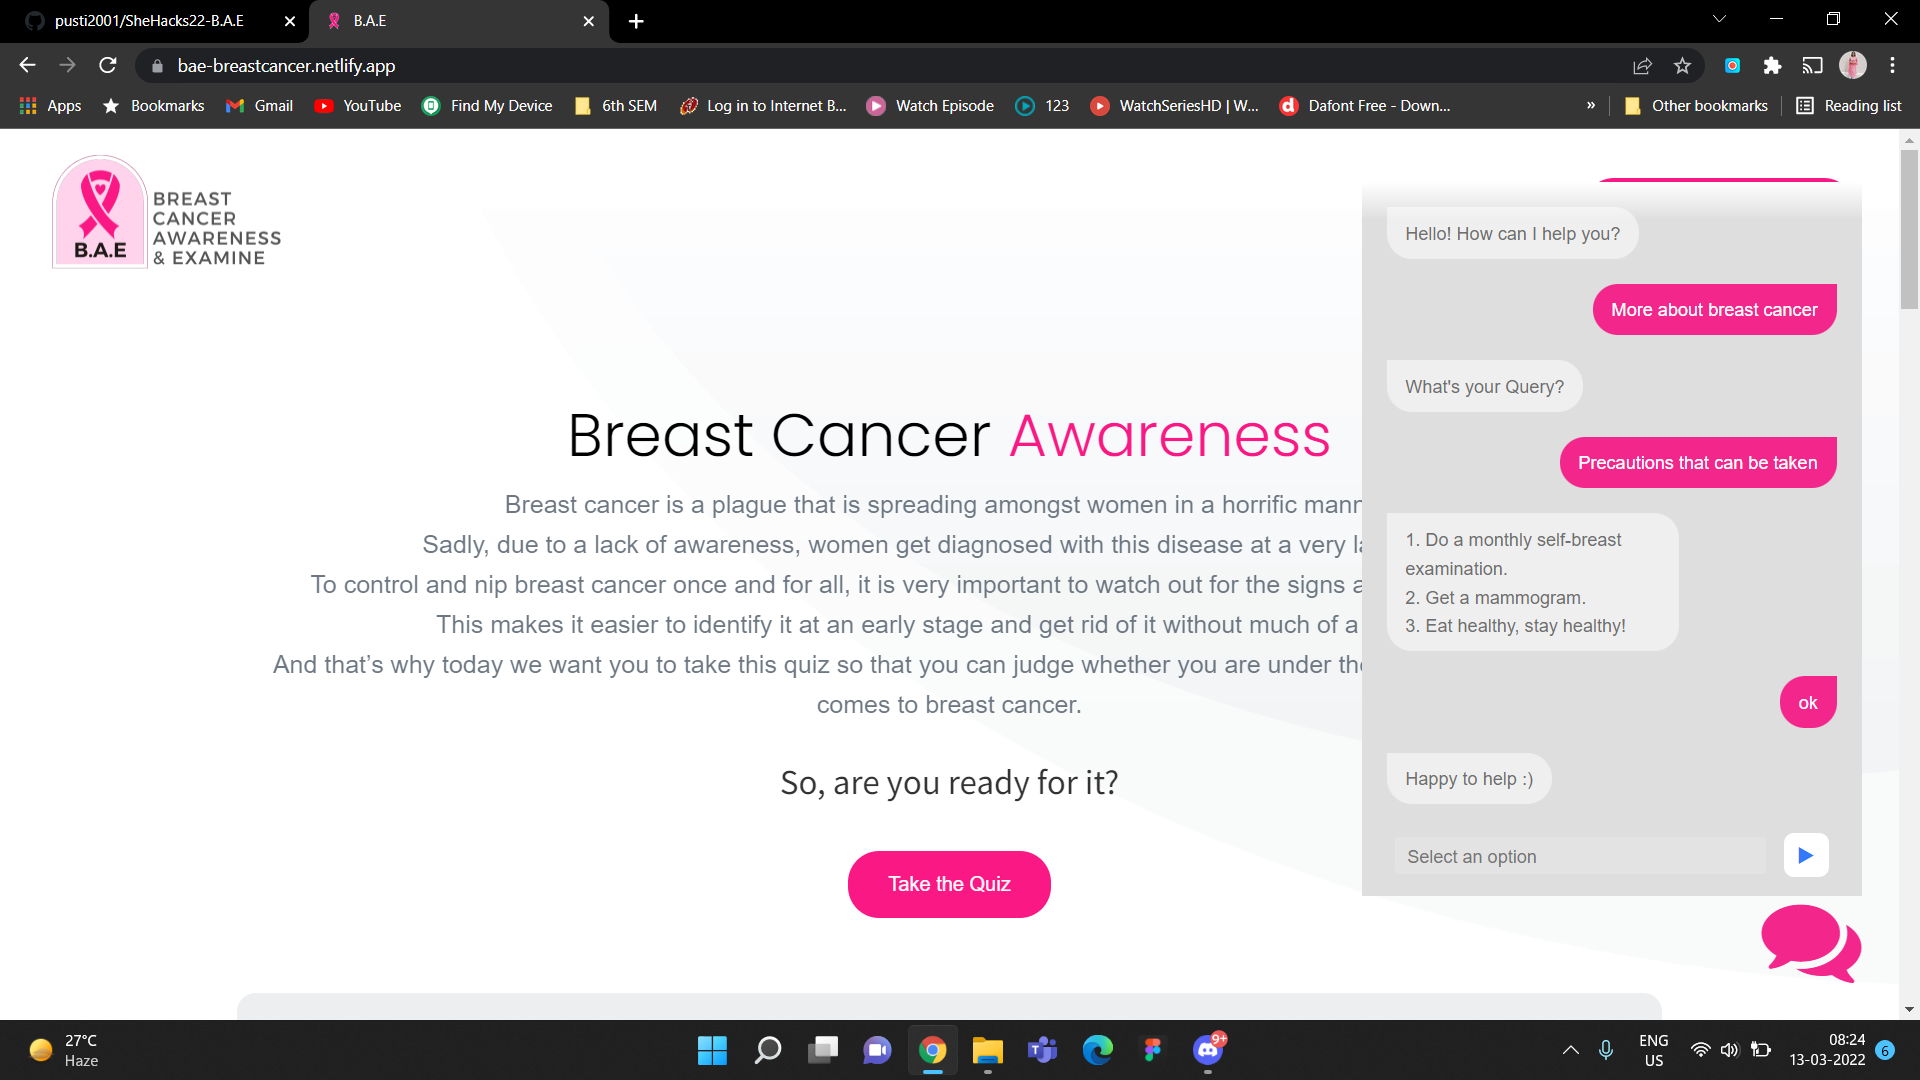 pusti2001/SheHacks22-B.A.E
B.A.E
bae-breastcancer.netlify.app
Apps
Bookmarks
Gmail
YouTube
Find My Device
6th SEM
Log in to Internet B...
Watch Episode
123
WatchSeriesHD | W...
Dafont Free - Down...
»
Other bookmarks
Reading list
B.A.E
BREAST
CANCER
AWARENESS
& EXAMINE
Breast Cancer Awareness
Breast cancer is a plague that is spreading amongst women in a horrific
Sadly, due to a lack of awareness, women get diagnosed with this disease at a very
To control and nip breast cancer once and for all, it is very important to watch out for the signs
This makes it easier to identify it at an early stage and get rid of it without much of a
And that’s why today we want you to take this quiz so that you can judge whether you are under
comes to breast cancer.
So, are you ready for it?
Take the Quiz
Hello! How can I help you?
More about breast cancer
What's your Query?
Precautions that can be taken
1. Do a monthly self-breast
examination.
2. Get a mammogram.
3. Eat healthy, stay healthy!
ok
Happy to help :)
Select an option
27°C
Haze
9+
ENG
US
08:24
13-03-2022
6